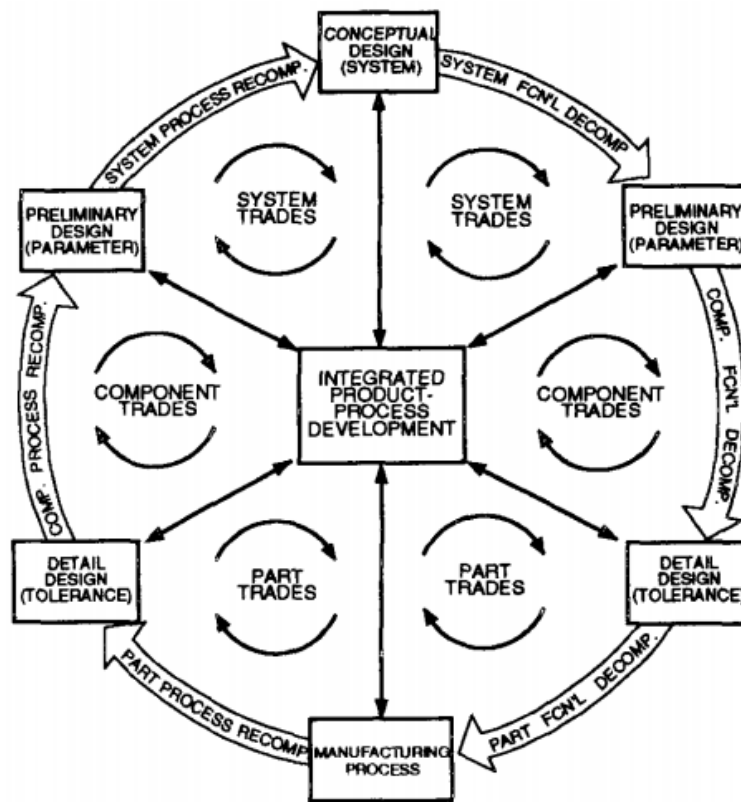 CONCEPTUAL
DESIGN
(SYSTEM)
SYSTEM PROCESS RECOMP.
SYSTEM FCN'L DECOMP.
PRELIMINARY
DESIGN
(PARAMETER)
SYSTEM
TRADES
SYSTEM
TRADES
PRELIMINARY
DESIGN
(PARAMETER)
COMP. PROCESS RECOMP.
COMPONENT
TRADES
INTEGRATED
PRODUCT-
PROCESS
DEVELOPMENT
COMPONENT
TRADES
COMP. FCN'L DECOMP.
DETAIL
DESIGN
(TOLERANCE)
PART
TRADES
PART
TRADES
DETAIL
DESIGN
(TOLERANCE)
PART PROCESS RECOMP.
PART FCN'L DECOMP.
MANUFACTURING
PROCESS